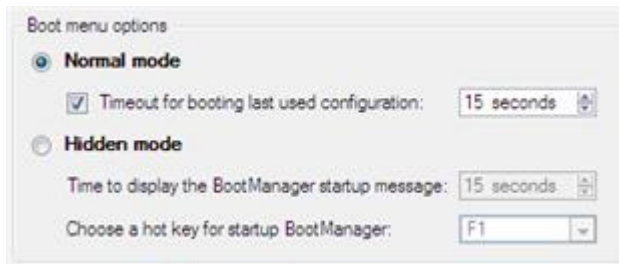 Boot menu options
Normal mode
Timeout for booting last used configuration: 15 seconds
Hidden mode
Time to display the BootManager startup message: 15 seconds
Choose a hot key for startup BootManager: F1